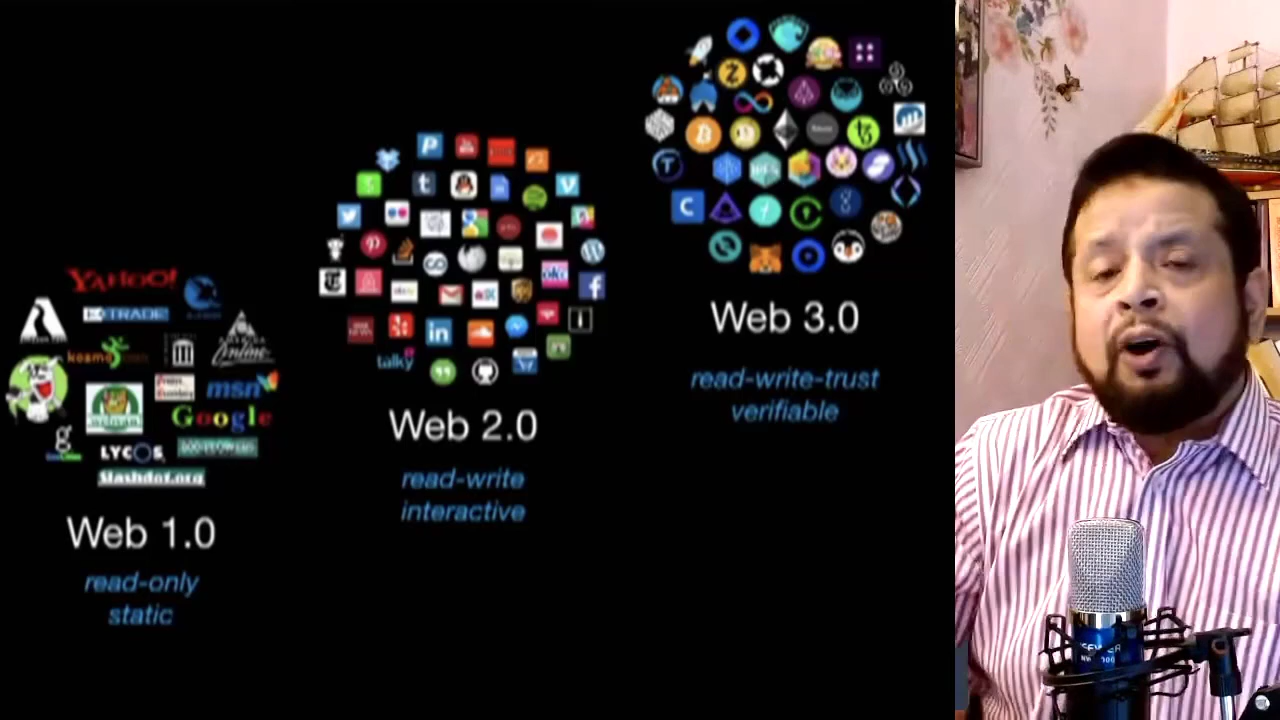 YAHOO!
E*TRADE
msn
Google
LYCOS
Slashdot.org
Web 1.0
read-only
static
talky
Web 2.0
read-write
interactive
Web 3.0
read-write-trust
verifiable